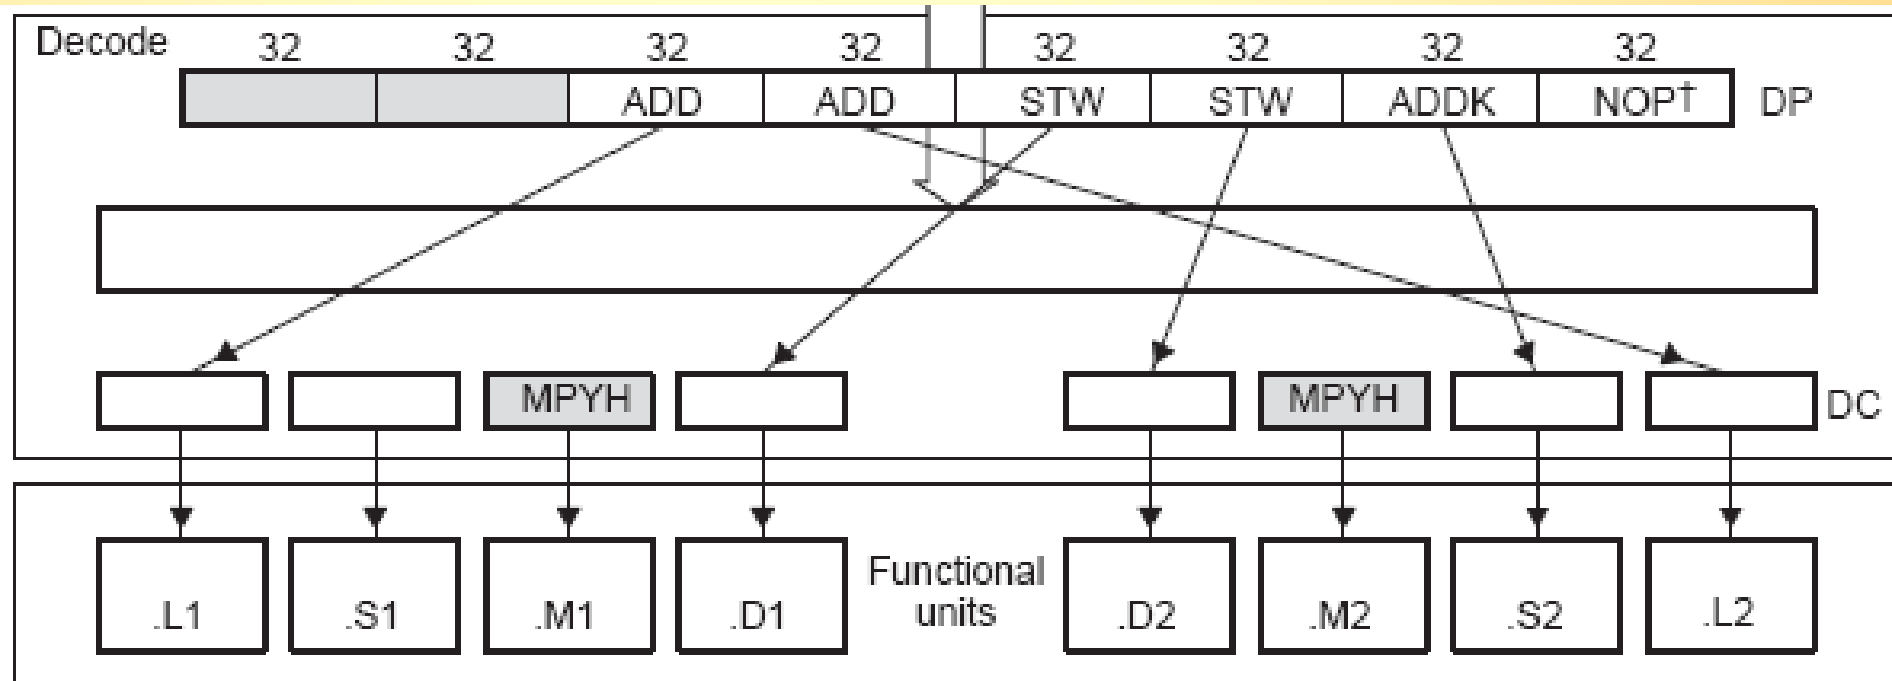 Decode 32 32 32 32 32 32 32 32
ADD ADD STW STW ADDK NOP† DP
MPYH MPYH DC
Functional
units
.L1 .S1 .M1 .D1 .D2 .M2 .S2 .L2